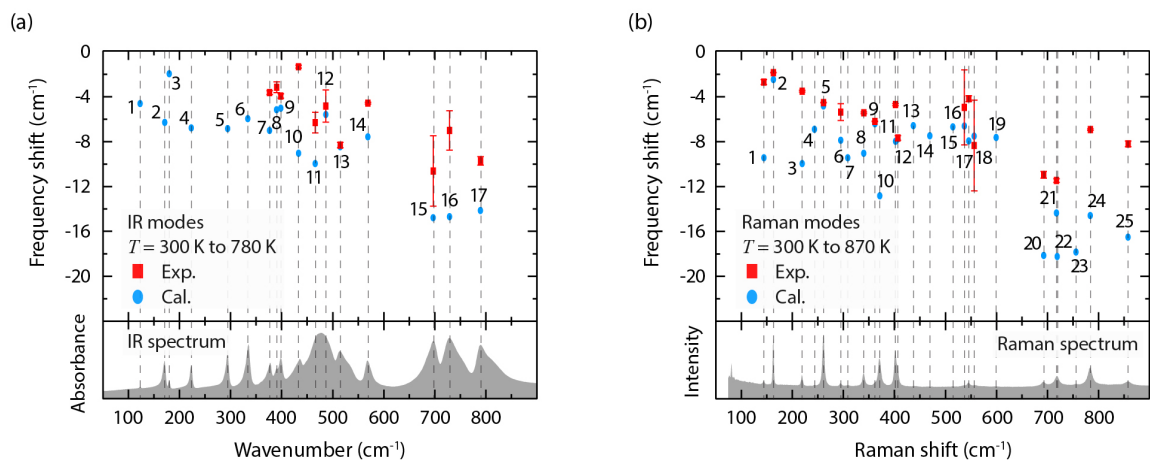 (a)
0
-4
-8
-12
-16
-20
Frequency shift (cm-1)
1
2
3
4
5
6
7
8
9
10
11
12
13
14
15
16
17
IR modes
T = 300 K to 780 K
Exp.
Cal.
Absorbance
IR spectrum
100 200 300 400 500 600 700 800
Wavenumber (cm-1)
(b)
0
-4
-8
-12
-16
-20
Frequency shift (cm-1)
1
2
3
4
5
6
7
8
9
10
11
12
13
14
15
16
17
18
19
20
21
22
23
24
25
Raman modes
T = 300 K to 870 K
Exp.
Cal.
Intensity
Raman spectrum
100 200 300 400 500 600 700 800
Raman shift (cm-1)